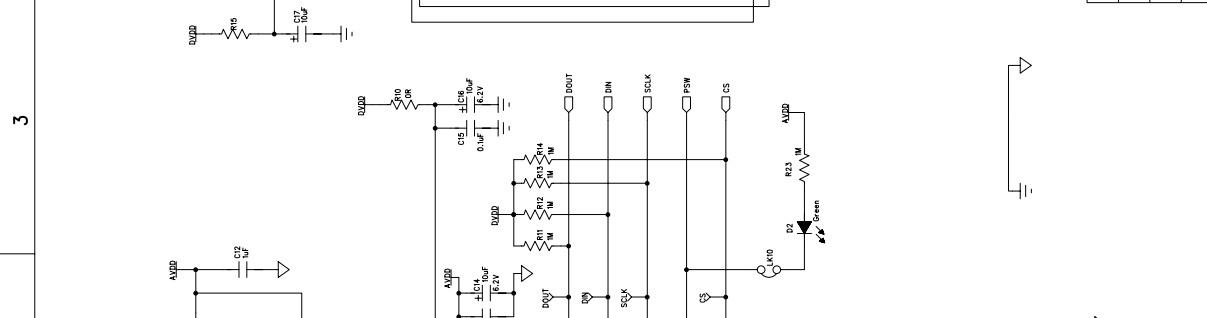 DVDD
R15
C17
10uF
3
DVDD
R10
0R
C16
10uF
6.2V
C15
0.1uF
DOUT
DIN
SCLK
PSW
CS
AVDD
R23
1M
R14
1M
R13
1M
R12
1M
R11
1M
DVDD
D2
Green
LK10
AVDD
C12
1uF
AVDD
C14
10uF
6.2V
DOUT
DIN
SCLK
CS